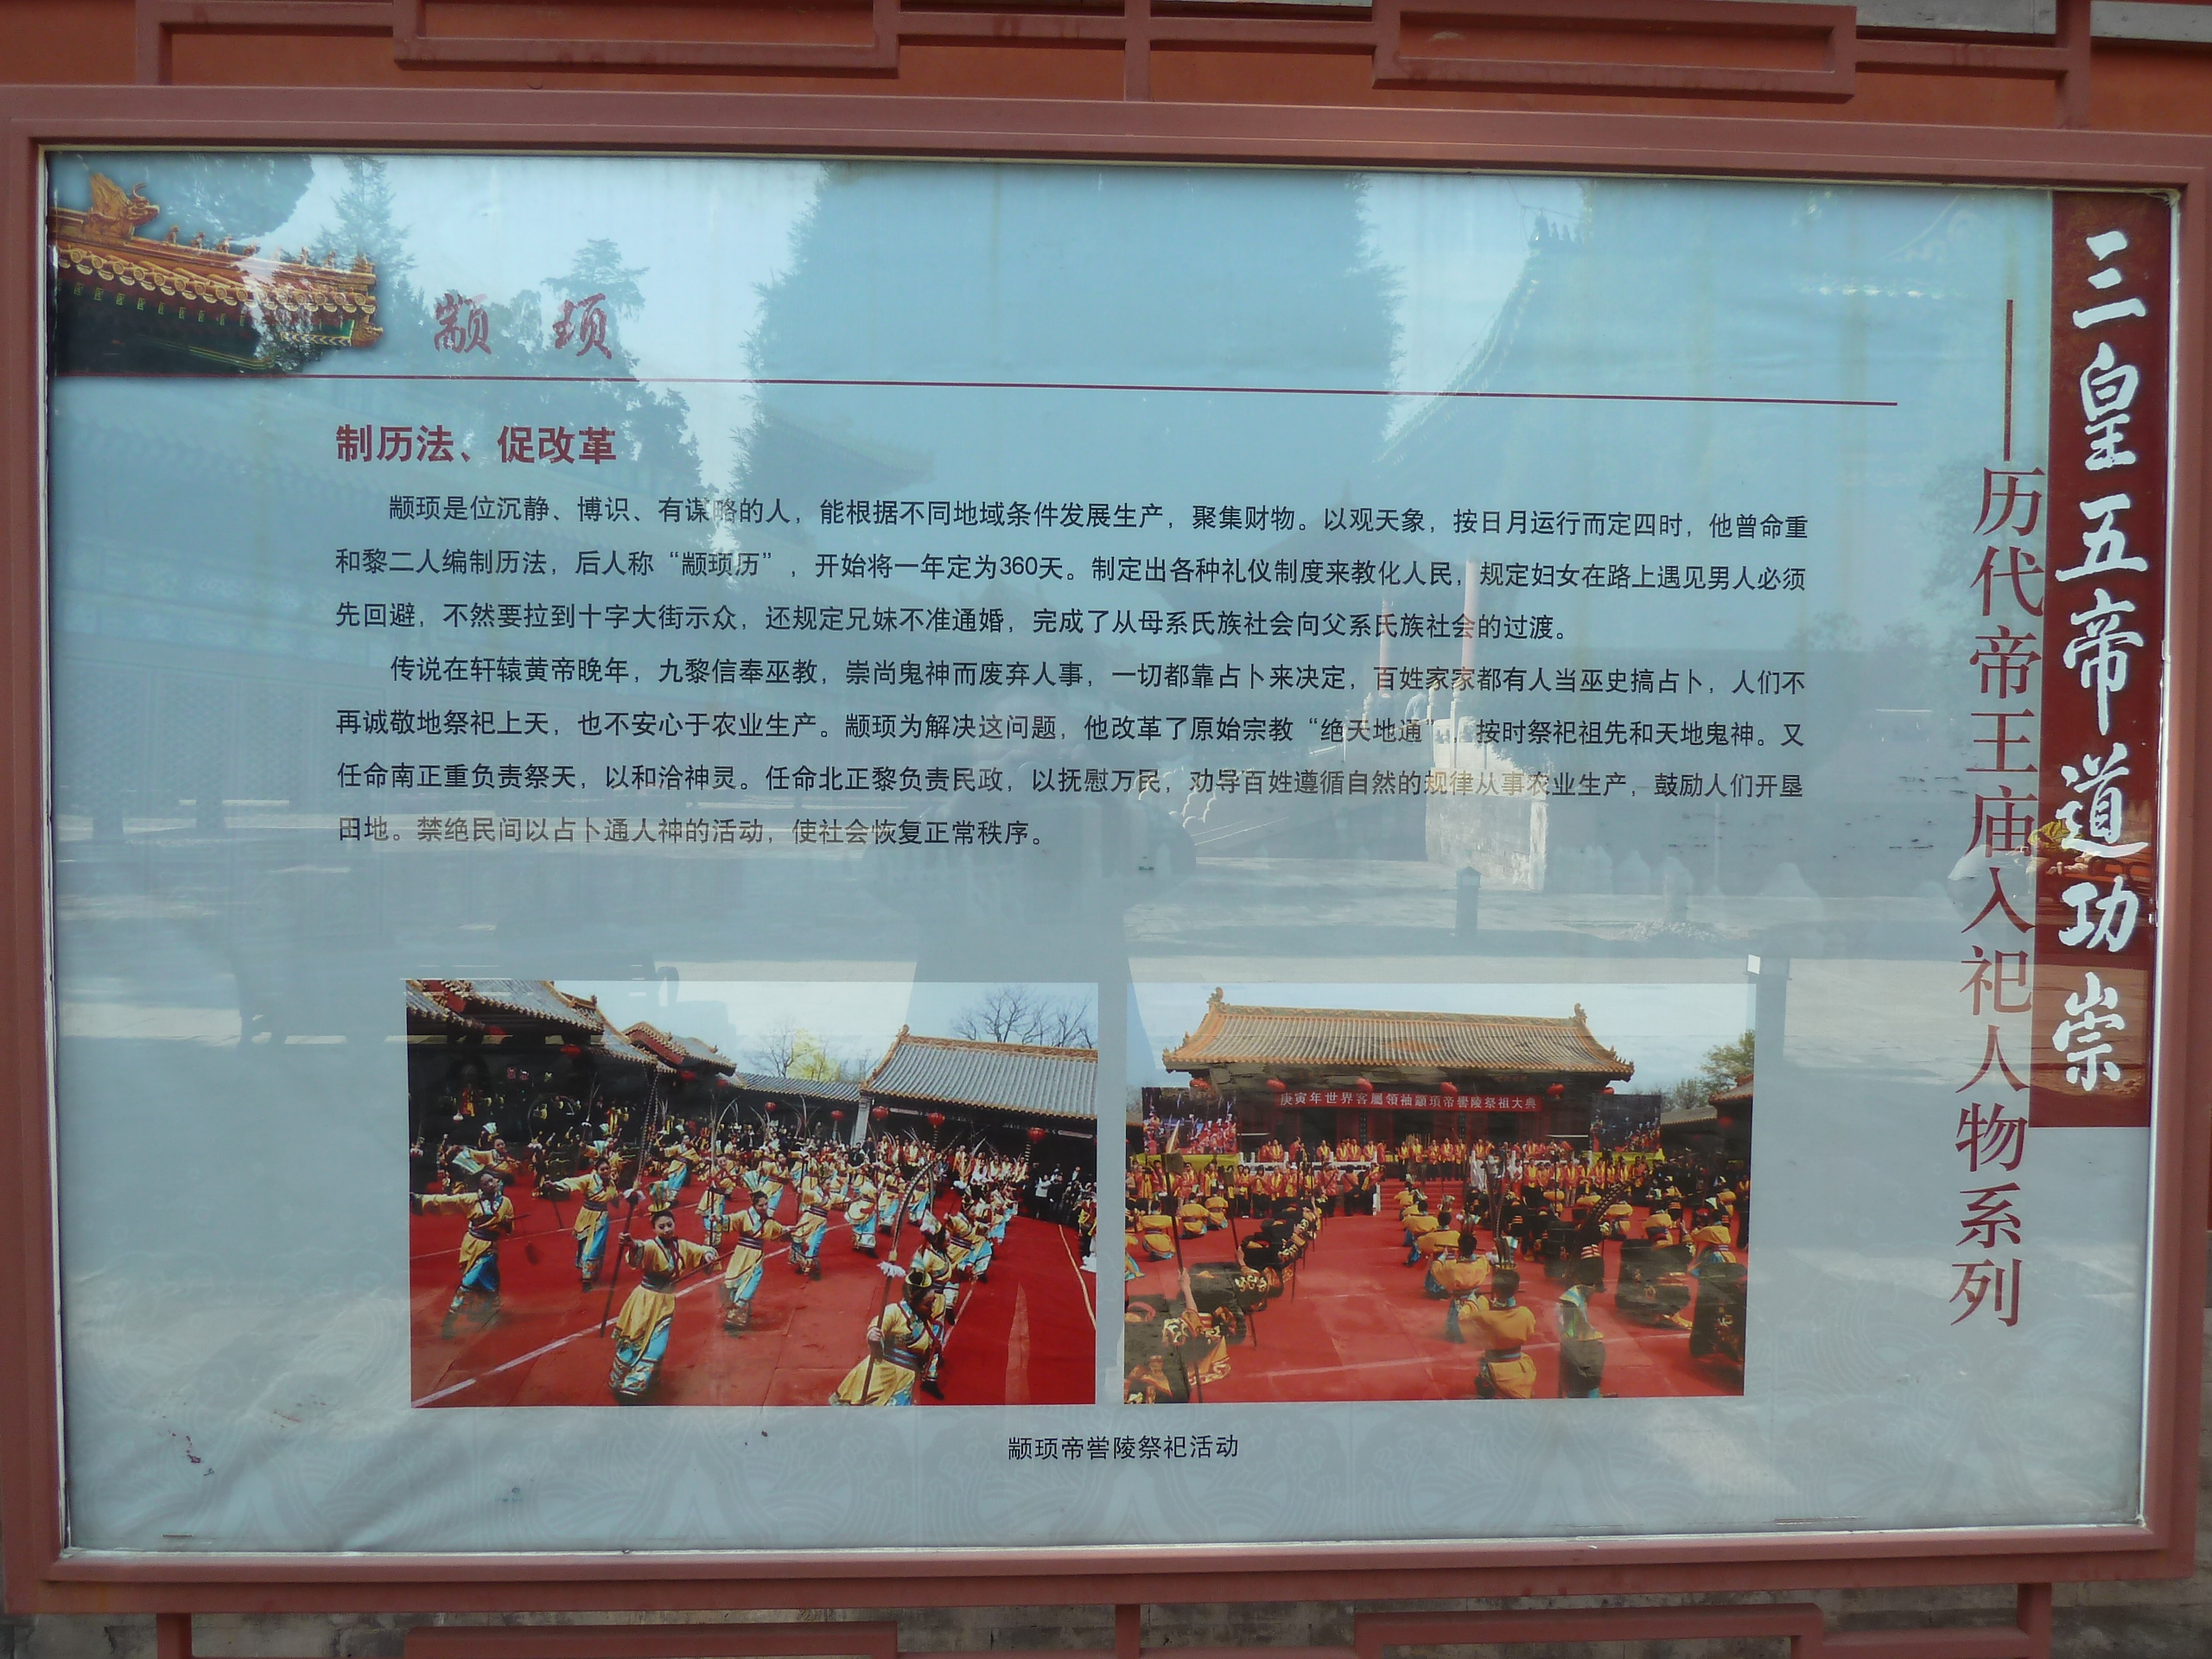 三皇五帝道功崇
——历代帝王庙入祀人物系列
颛 顼
制历法、促改革
颛顼是位沉静、博识、有谋略的人，能根据不同地域条件发展生产，聚集财物。以观天象，按日月运行而定四时，他曾命重
和黎二人编制历法，后人称“颛顼历”，开始将一年定为360天。制定出各种礼仪制度来教化人民，规定妇女在路上遇见男人必须
先回避，不然要拉到十字大街示众，还规定兄妹不准通婚，完成了从母系氏族社会向父系氏族社会的过渡。
传说在轩辕黄帝晚年，九黎信奉巫教，崇尚鬼神而废弃人事，一切都靠占卜来决定，百姓家家都有人当巫史搞占卜，人们不
再诚敬地祭祀上天，也不安心于农业生产。颛顼为解决这问题，他改革了原始宗教“绝天地通”，按时祭祀祖先和天地鬼神。又
任命南正重负责祭天，以和洽神灵。任命北正黎负责民政，以抚慰万民，劝导百姓遵循自然的规律从事农业生产，鼓励人们开垦
田地。禁绝民间以占卜通人神的活动，使社会恢复正常秩序。
庚寅年世界客屬領袖顓頊帝嚳陵祭祖大典
颛顼帝喾陵祭祀活动